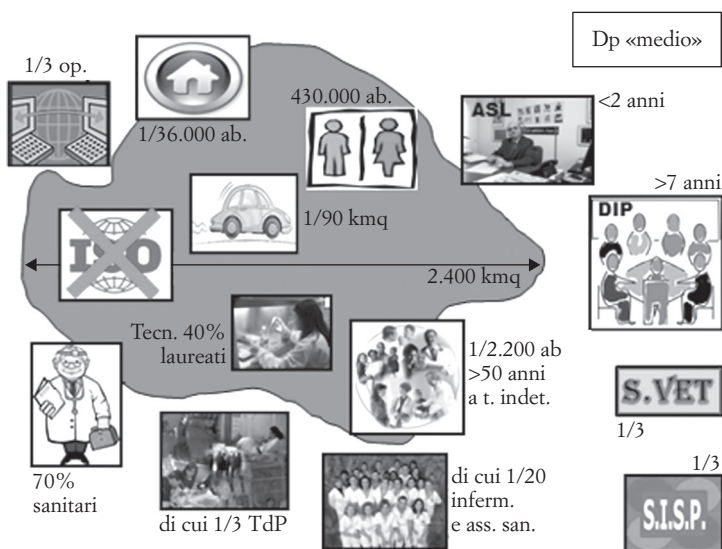 Dp «medio»
1/3 op.
1/36.000 ab.
430.000 ab.
ASL
<2 anni
>7 anni
DIP
1/90 kmq
ISO
2.400 kmq
Tecn. 40%
laureati
1/2.200 ab
>50 anni
a t. indet.
S.VET
1/3
70%
sanitari
di cui 1/3 TdP
di cui 1/20
inferm.
e ass. san.
1/3
S.I.S.P.